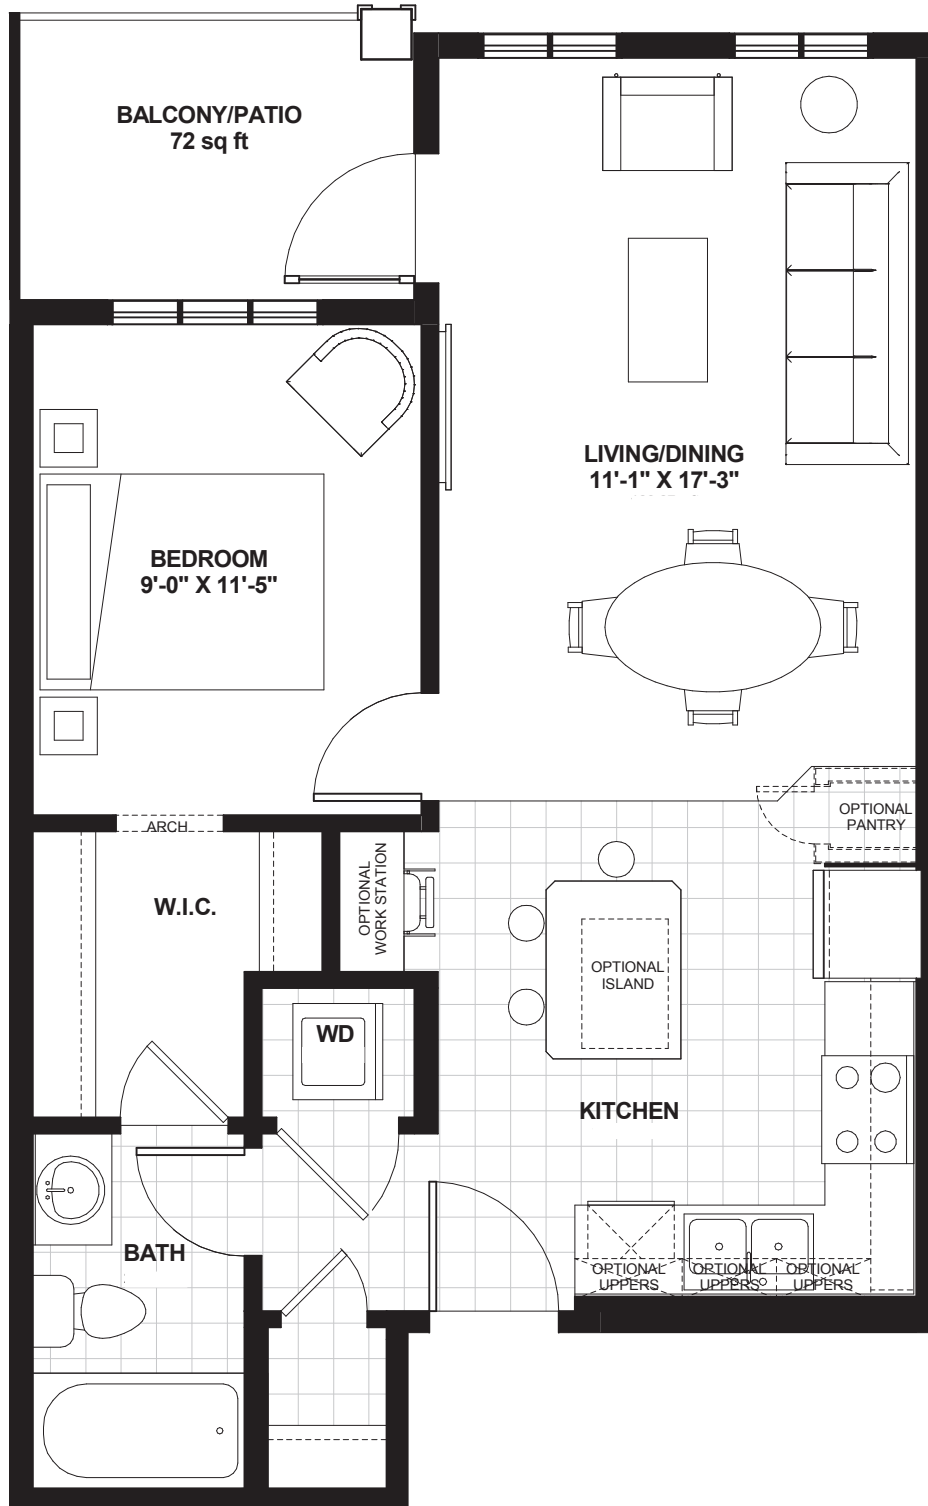 BALCONY/PATIO
72 sq ft
LIVING/DINING
11'-1" X 17'-3"
BEDROOM
9'-0" X 11'-5"
ARCH
OPTIONAL
PANTRY
W.I.C.
OPTIONAL
WORK STATION
OPTIONAL
ISLAND
WD
KITCHEN
BATH
OPTIONAL
UPPERS
OPTIONAL
UPPERS
OPTIONAL
UPPERS